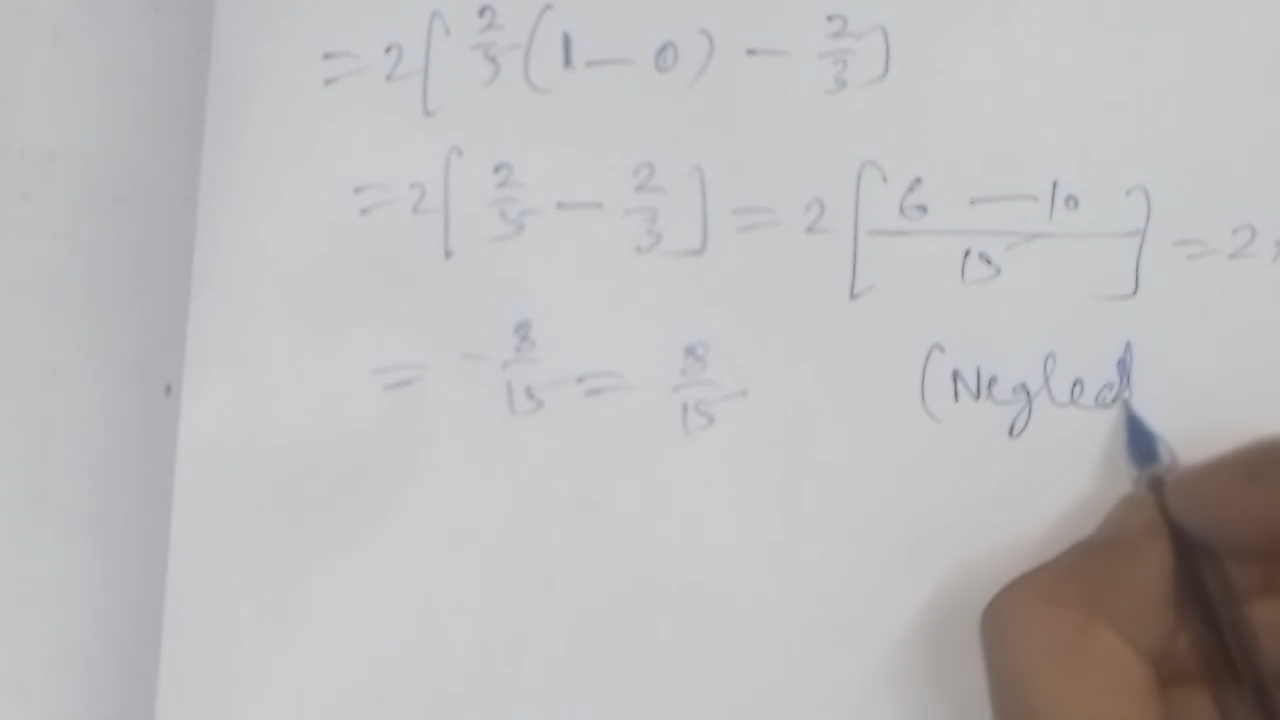 = 2[ 2/5 (1 - 0) - 2/3 ]
= 2[ 2/5 - 2/3 ] = 2 [ (6 - 10)/15 ] = 2
= - 8/15 = 8/15 (Neglect